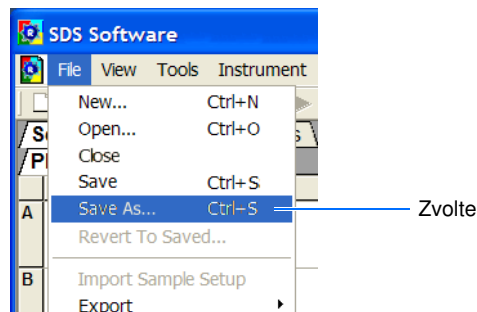 SDS Software
File View Tools Instrument
New... Ctrl+N
Open... Ctrl+O
Close
Save Ctrl+S
Save As... Ctrl–S Zvolte
Revert To Saved...
A
Import Sample Setup
B
Export